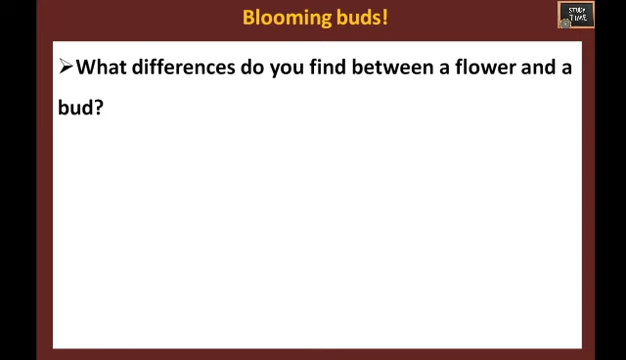 Blooming buds!
STUDY
TIME
➢What differences do you find between a flower and a
bud?